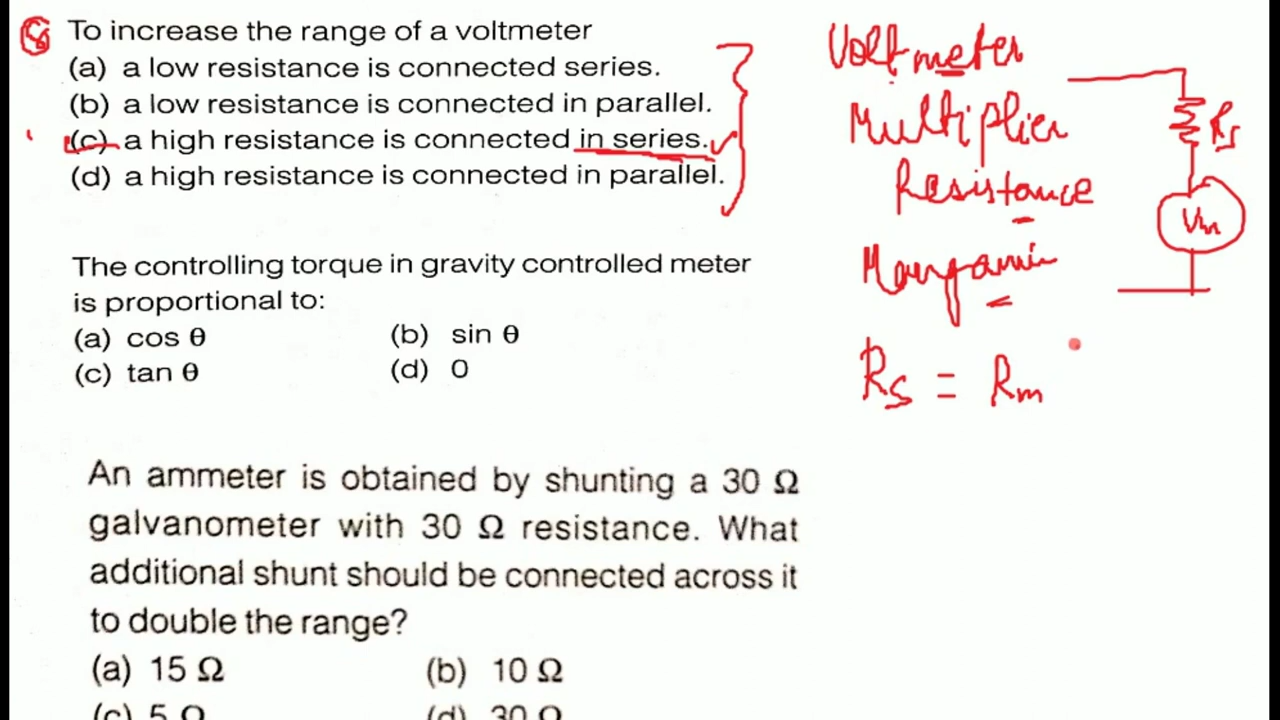 To increase the range of a voltmeter
(a) a low resistance is connected series.
(b) a low resistance is connected in parallel.
(c) a high resistance is connected in series.
(d) a high resistance is connected in parallel.
The controlling torque in gravity controlled meter
is proportional to:
(a) cos θ (b) sin θ
(c) tan θ (d) 0
An ammeter is obtained by shunting a 30 Ω
galvanometer with 30 Ω resistance. What
additional shunt should be connected across it
to double the range?
(a) 15 Ω (b) 10 Ω
(c) 5 Ω (d) 30 Ω
Voltmeter
Multiplier
Resistance
Manganin
Rs = Rm
Rs
Vm